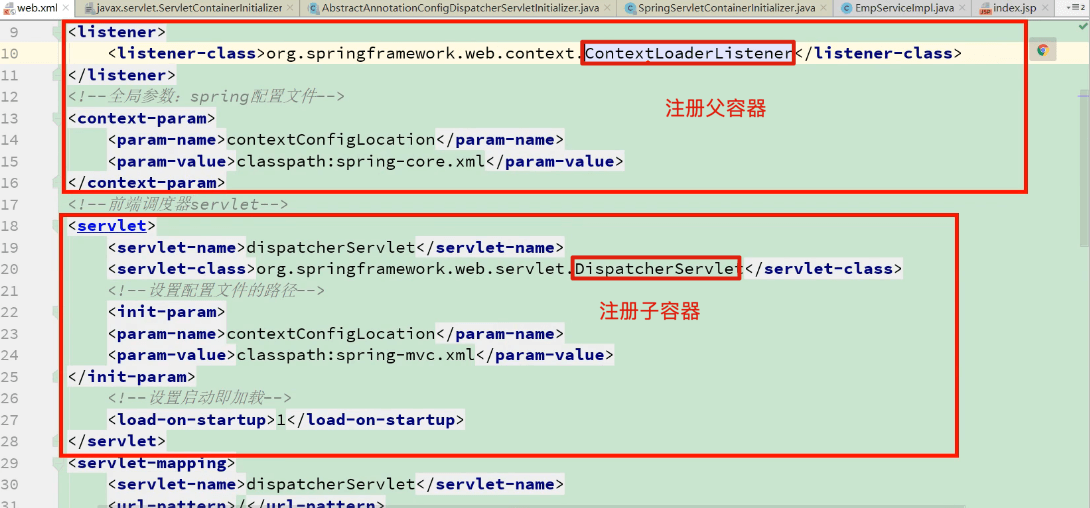 web.xml
javax.servlet.ServletContainerInitializer
AbstractAnnotationConfigDispatcherServletInitializer.java
SpringServletContainerInitializer.java
EmpServiceImpl.java
index.jsp
9 <listener>
10 <listener-class>org.springframework.web.context.ContextLoaderListener</listener-class>
11 </listener>
12 <!--全局参数：spring配置文件-->
注册父容器
13 <context-param>
14 <param-name>contextConfigLocation</param-name>
15 <param-value>classpath:spring-core.xml</param-value>
16 </context-param>
17 <!--前端调度器servlet-->
18 <servlet>
19 <servlet-name>dispatcherServlet</servlet-name>
20 <servlet-class>org.springframework.web.servlet.DispatcherServlet</servlet-class>
21 <!--设置配置文件的路径-->
22 <init-param>
注册子容器
23 <param-name>contextConfigLocation</param-name>
24 <param-value>classpath:spring-mvc.xml</param-value>
25 </init-param>
26 <!--设置启动即加载-->
27 <load-on-startup>1</load-on-startup>
28 </servlet>
29 <servlet-mapping>
30 <servlet-name>dispatcherServlet</servlet-name>
31 <url-pattern>/</url-pattern>